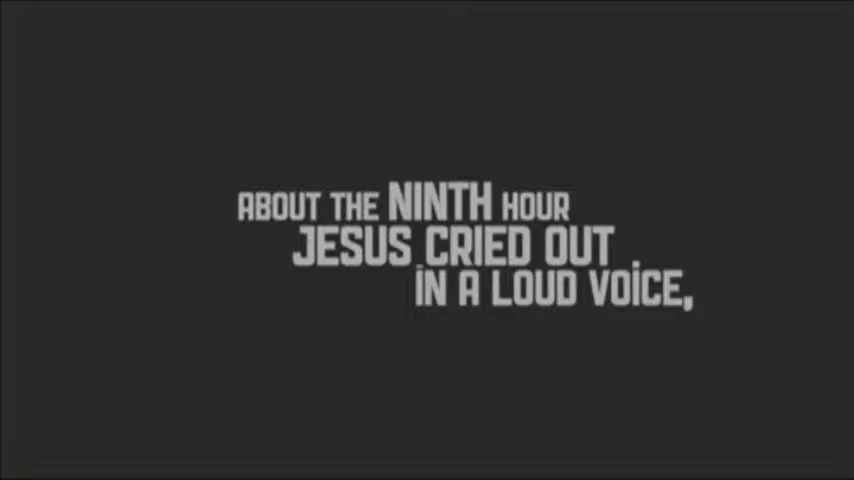 ABOUT THE NINTH HOUR
JESUS CRIED OUT
IN A LOUD VOICE,